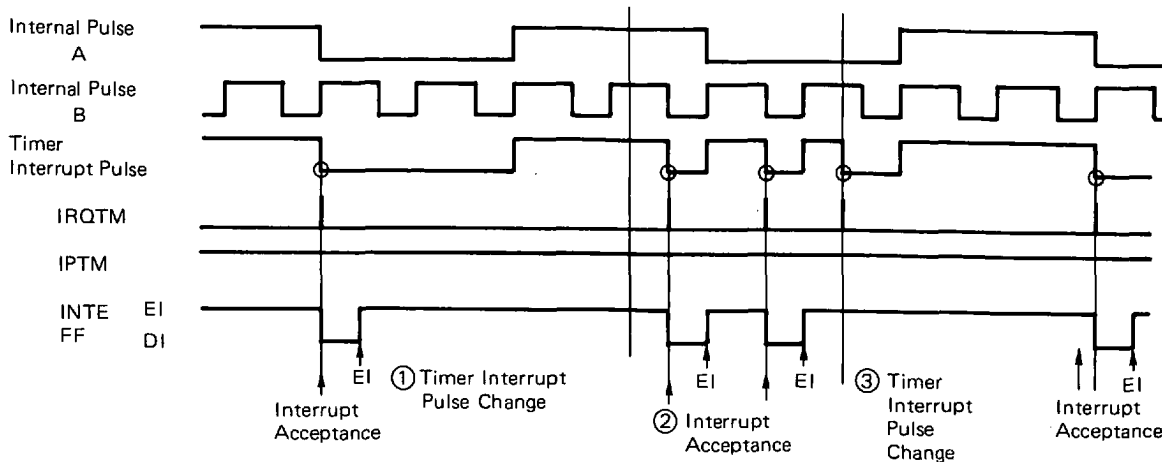 Internal Pulse
A
Internal Pulse
B
Timer
Interrupt Pulse
IRQTM
IPTM
INTE EI
FF DI
EI
① Timer Interrupt
Pulse Change
EI
EI
③ Timer
Interrupt
Pulse
Change
EI
Interrupt
Acceptance
② Interrupt
Acceptance
Interrupt
Acceptance